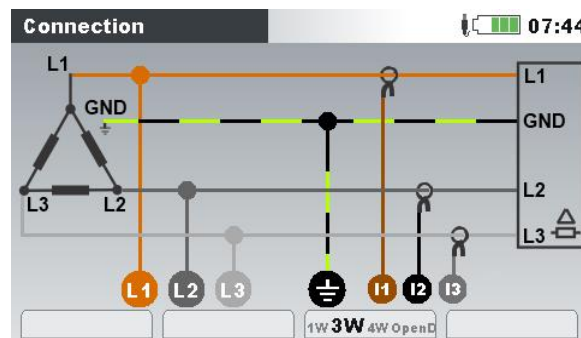 Connection 07:44
L1 L1
GND GND
L3 L2 L2
L3
L1 L2 L3 I1 I2 I3
1W 3W 4W OpenD